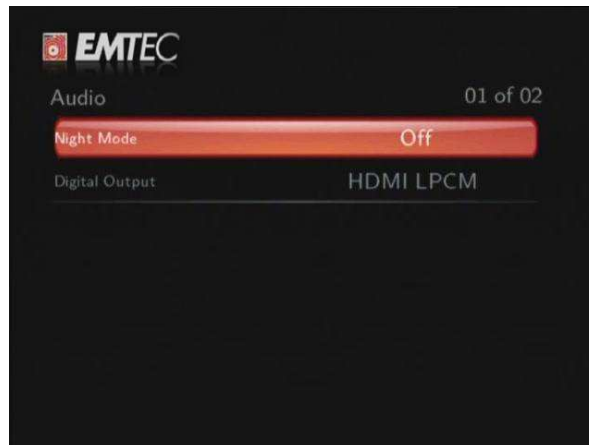 EMTEC
Audio 01 of 02
Night Mode Off
Digital Output HDMI LPCM